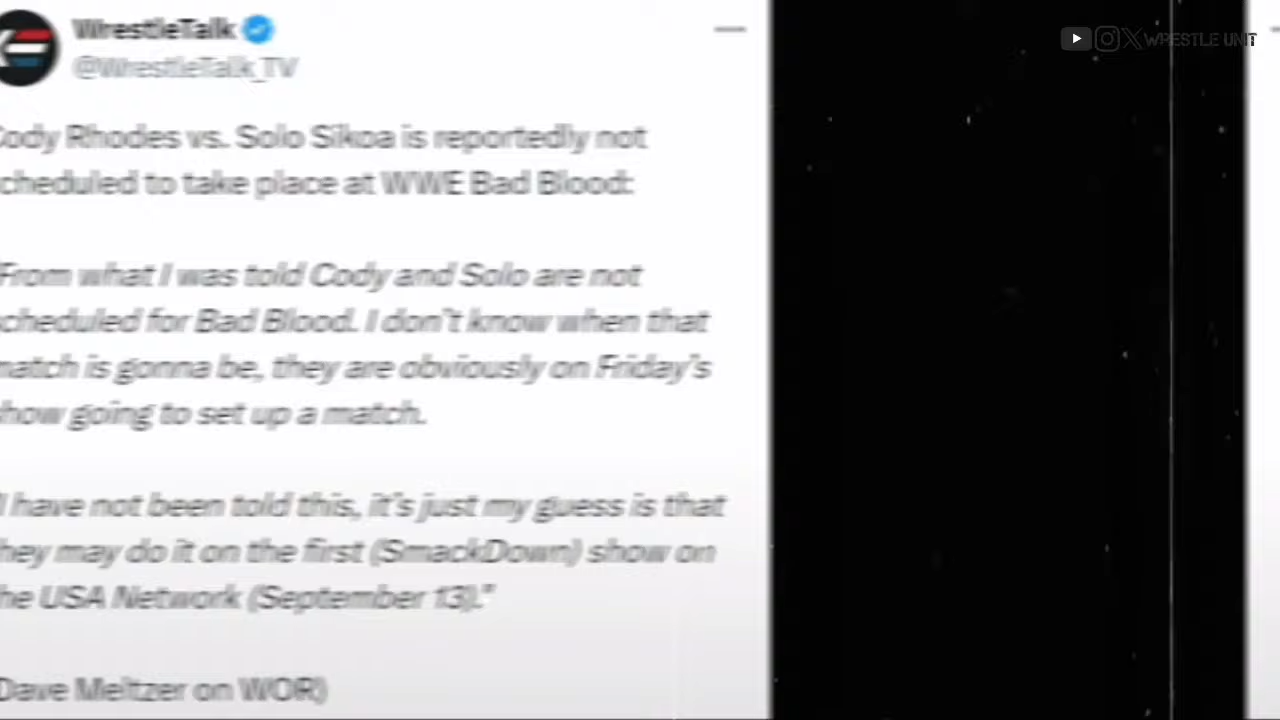 WrestleTalk
@WrestleTalk_TV
WRESTLE UNIT
Cody Rhodes vs. Solo Sikoa is reportedly not
cheduled to take place at WWE Bad Blood:
From what I was told Cody and Solo are not
cheduled for Bad Blood. I don't know when that
match is gonna be, they are obviously on Friday's
how going to set up a match.
"I have not been told this, it's just my guess is that
hey may do it on the first (SmackDown) show on
he USA Network (September 13)."
Dave Meltzer on WOR)